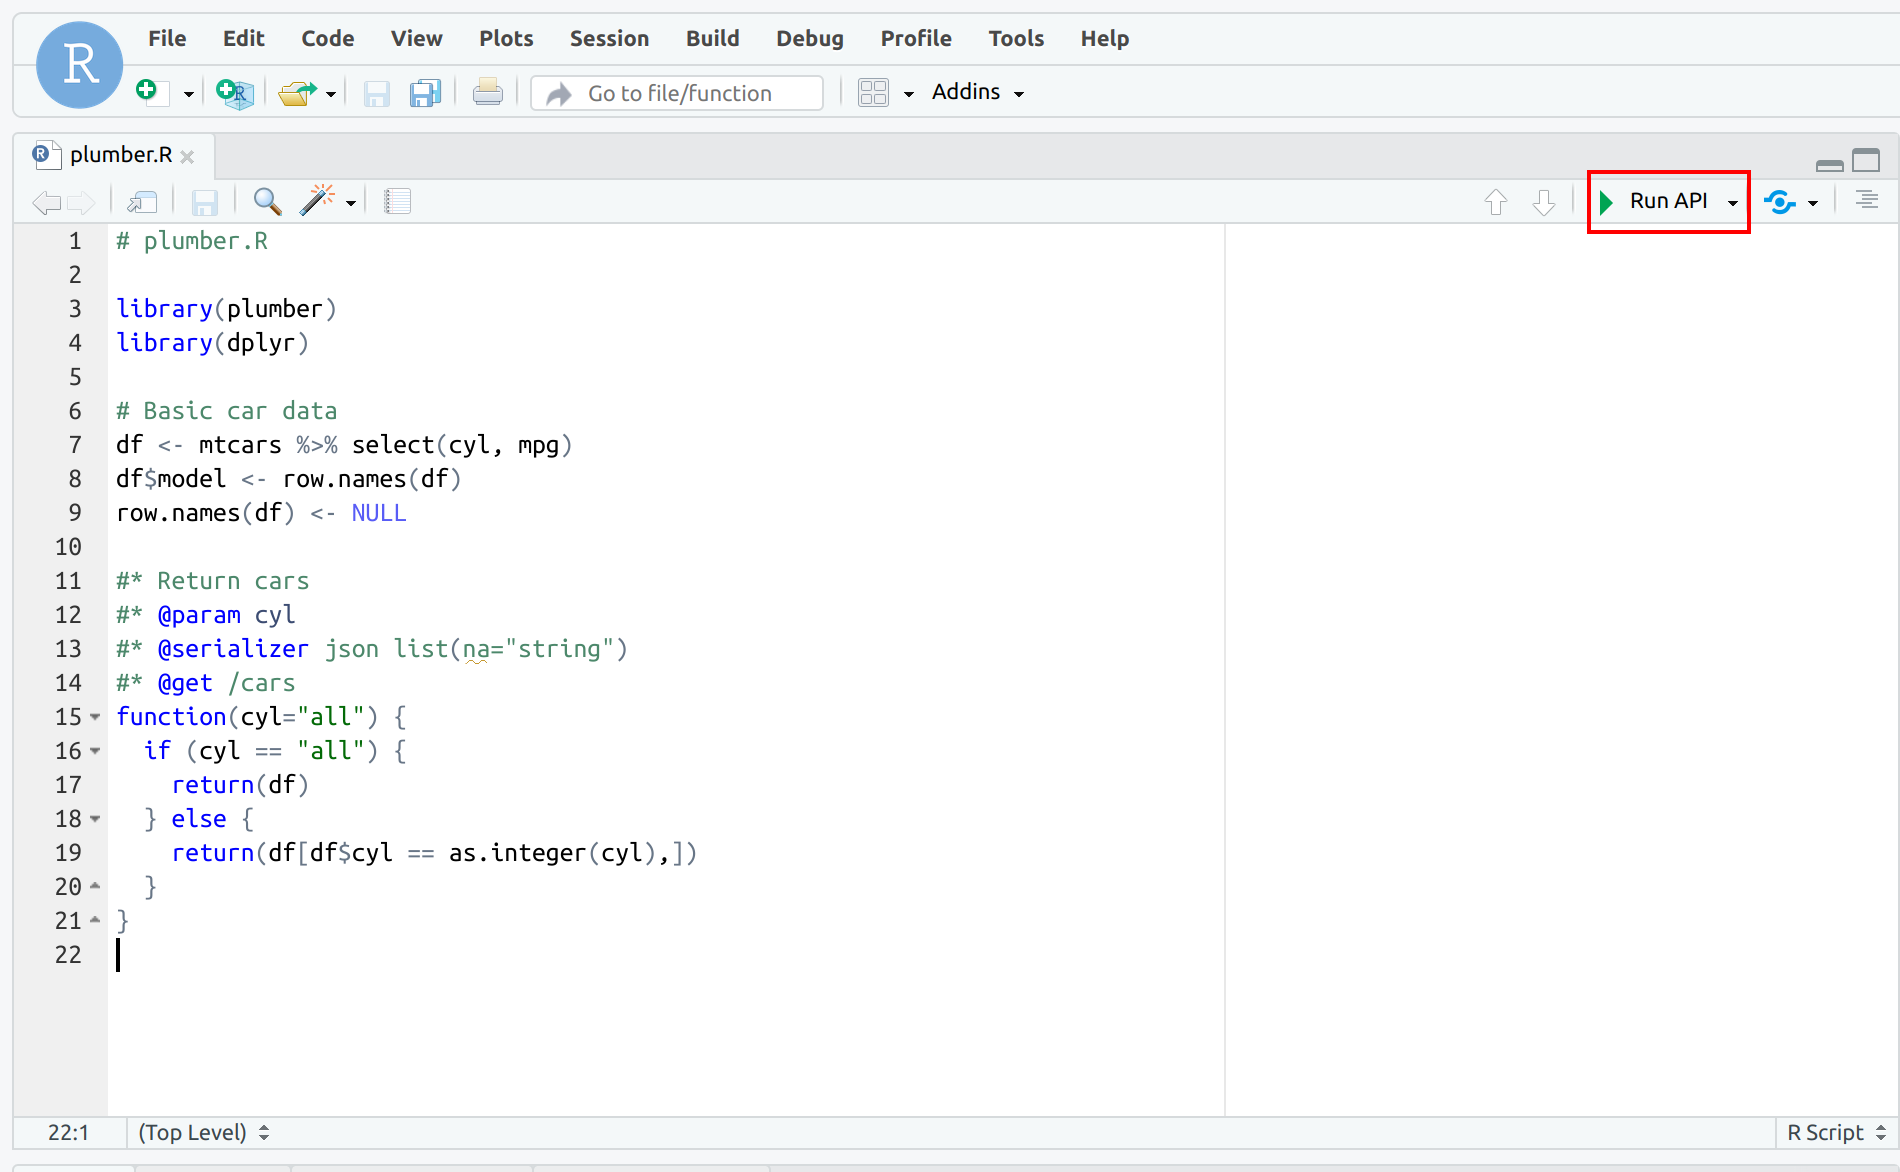 R
File Edit Code View Plots Session Build Debug Profile Tools Help
R Go to file/function Addins
R plumber.R
Run API
1 # plumber.R
2
3 library(plumber)
4 library(dplyr)
5
6 # Basic car data
7 df <- mtcars %>% select(cyl, mpg)
8 df$model <- row.names(df)
9 row.names(df) <- NULL
10
11 #* Return cars
12 #* @param cyl
13 #* @serializer json list(na="string")
14 #* @get /cars
15 function(cyl="all") {
16   if (cyl == "all") {
17     return(df)
18   } else {
19     return(df[df$cyl == as.integer(cyl),])
20   }
21 }
22
22:1 (Top Level) R Script